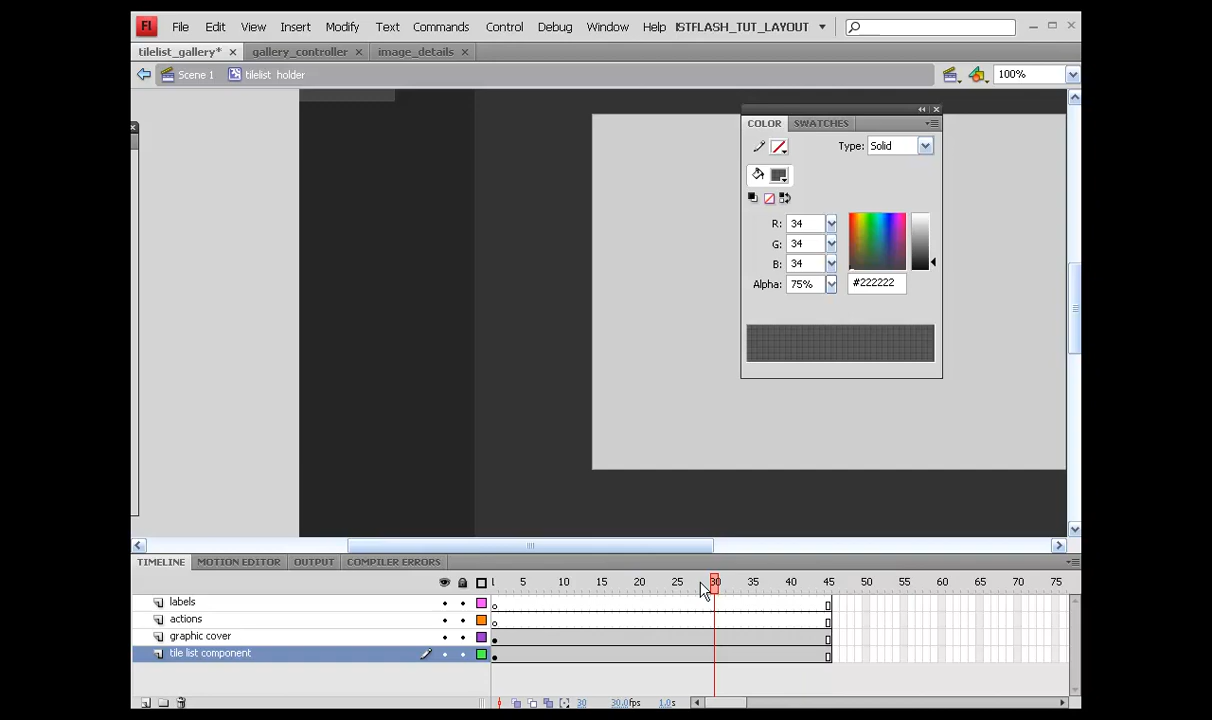 Fl File Edit View Insert Modify Text Commands Control Debug Window Help ISTFLASH_TUT_LAYOUT
tilelist_gallery* gallery_controller image_details
Scene 1 tilelist holder 100%
COLOR SWATCHES
Type: Solid
R: 34
G: 34
B: 34
Alpha: 75% #222222
TIMELINE MOTION EDITOR OUTPUT COMPILER ERRORS
5 10 15 20 25 30 35 40 45 50 55 60 65 70 75
labels
actions
graphic cover
tile list component
30 30.0fps 1.0s